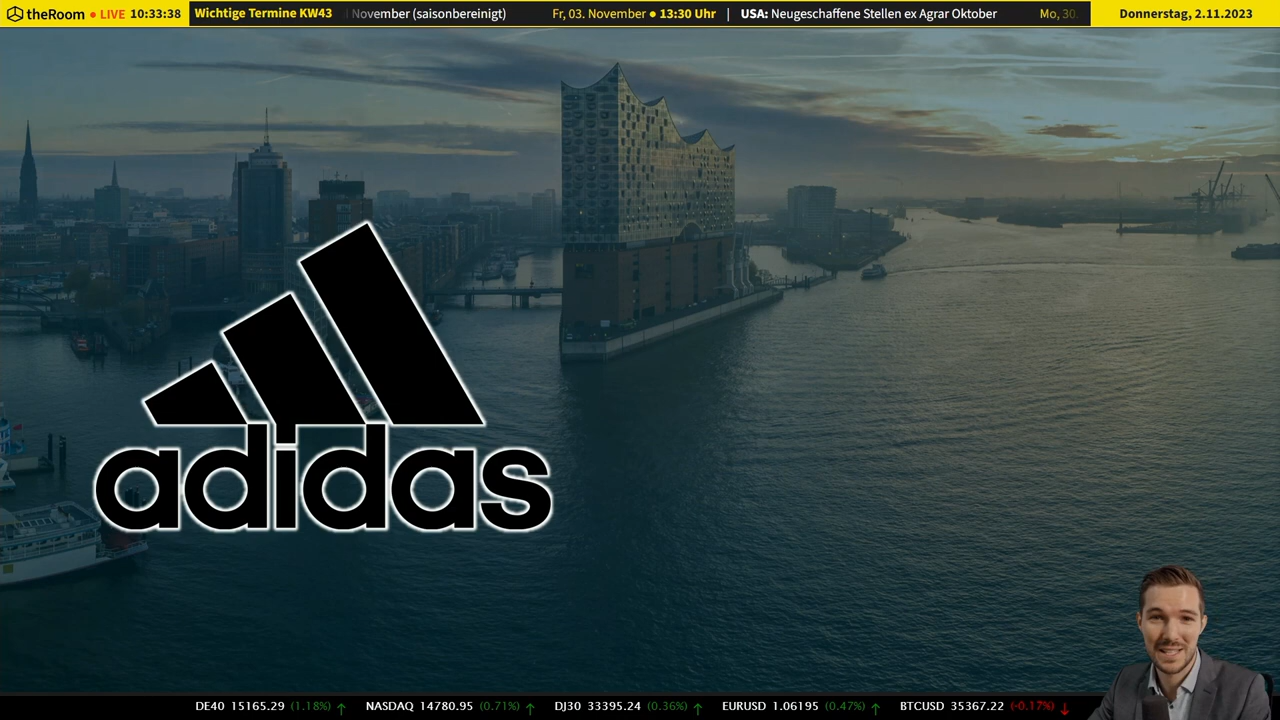 theRoom ● LIVE 10:33:38 Wichtige Termine KW43 November (saisonbereinigt) Fr, 03. November ● 13:30 Uhr | USA: Neugeschaffene Stellen ex Agrar Oktober Mo, 30. Donnerstag, 2.11.2023
adidas
DE40 15165.29 (1.18%) ↑ NASDAQ 14780.95 (0.71%) ↑ DJ30 33395.24 (0.36%) ↑ EURUSD 1.06195 (0.47%) ↑ BTCUSD 35367.22 (-0.17%) ↓